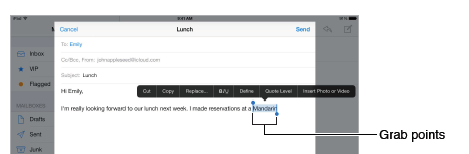 iPad
9:41 AM
Cancel Lunch Send
To: Emily
Inbox
Cc/Bcc, From: johnappleseed@icloud.com
VIP
Subject: Lunch
Flagged
Hi Emily,
Cut Copy Replace... B I U Define Quote Level Insert Photo or Video
MAILBOXES
I'm really looking forward to our lunch next week. I made reservations at a Mandarin
Drafts
Sent
Grab points
Junk